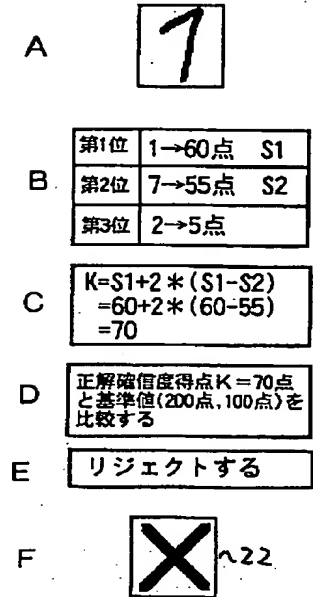 A
7
B
第1位 1→60点 S1
第2位 7→55点 S2
第3位 2→5点
C
K=S1+2*(S1-S2)
=60+2*(60-55)
=70
D
正解確信度得点K=70点
と基準値(200点,100点)を
比較する
E
リジェクトする
F
X
22